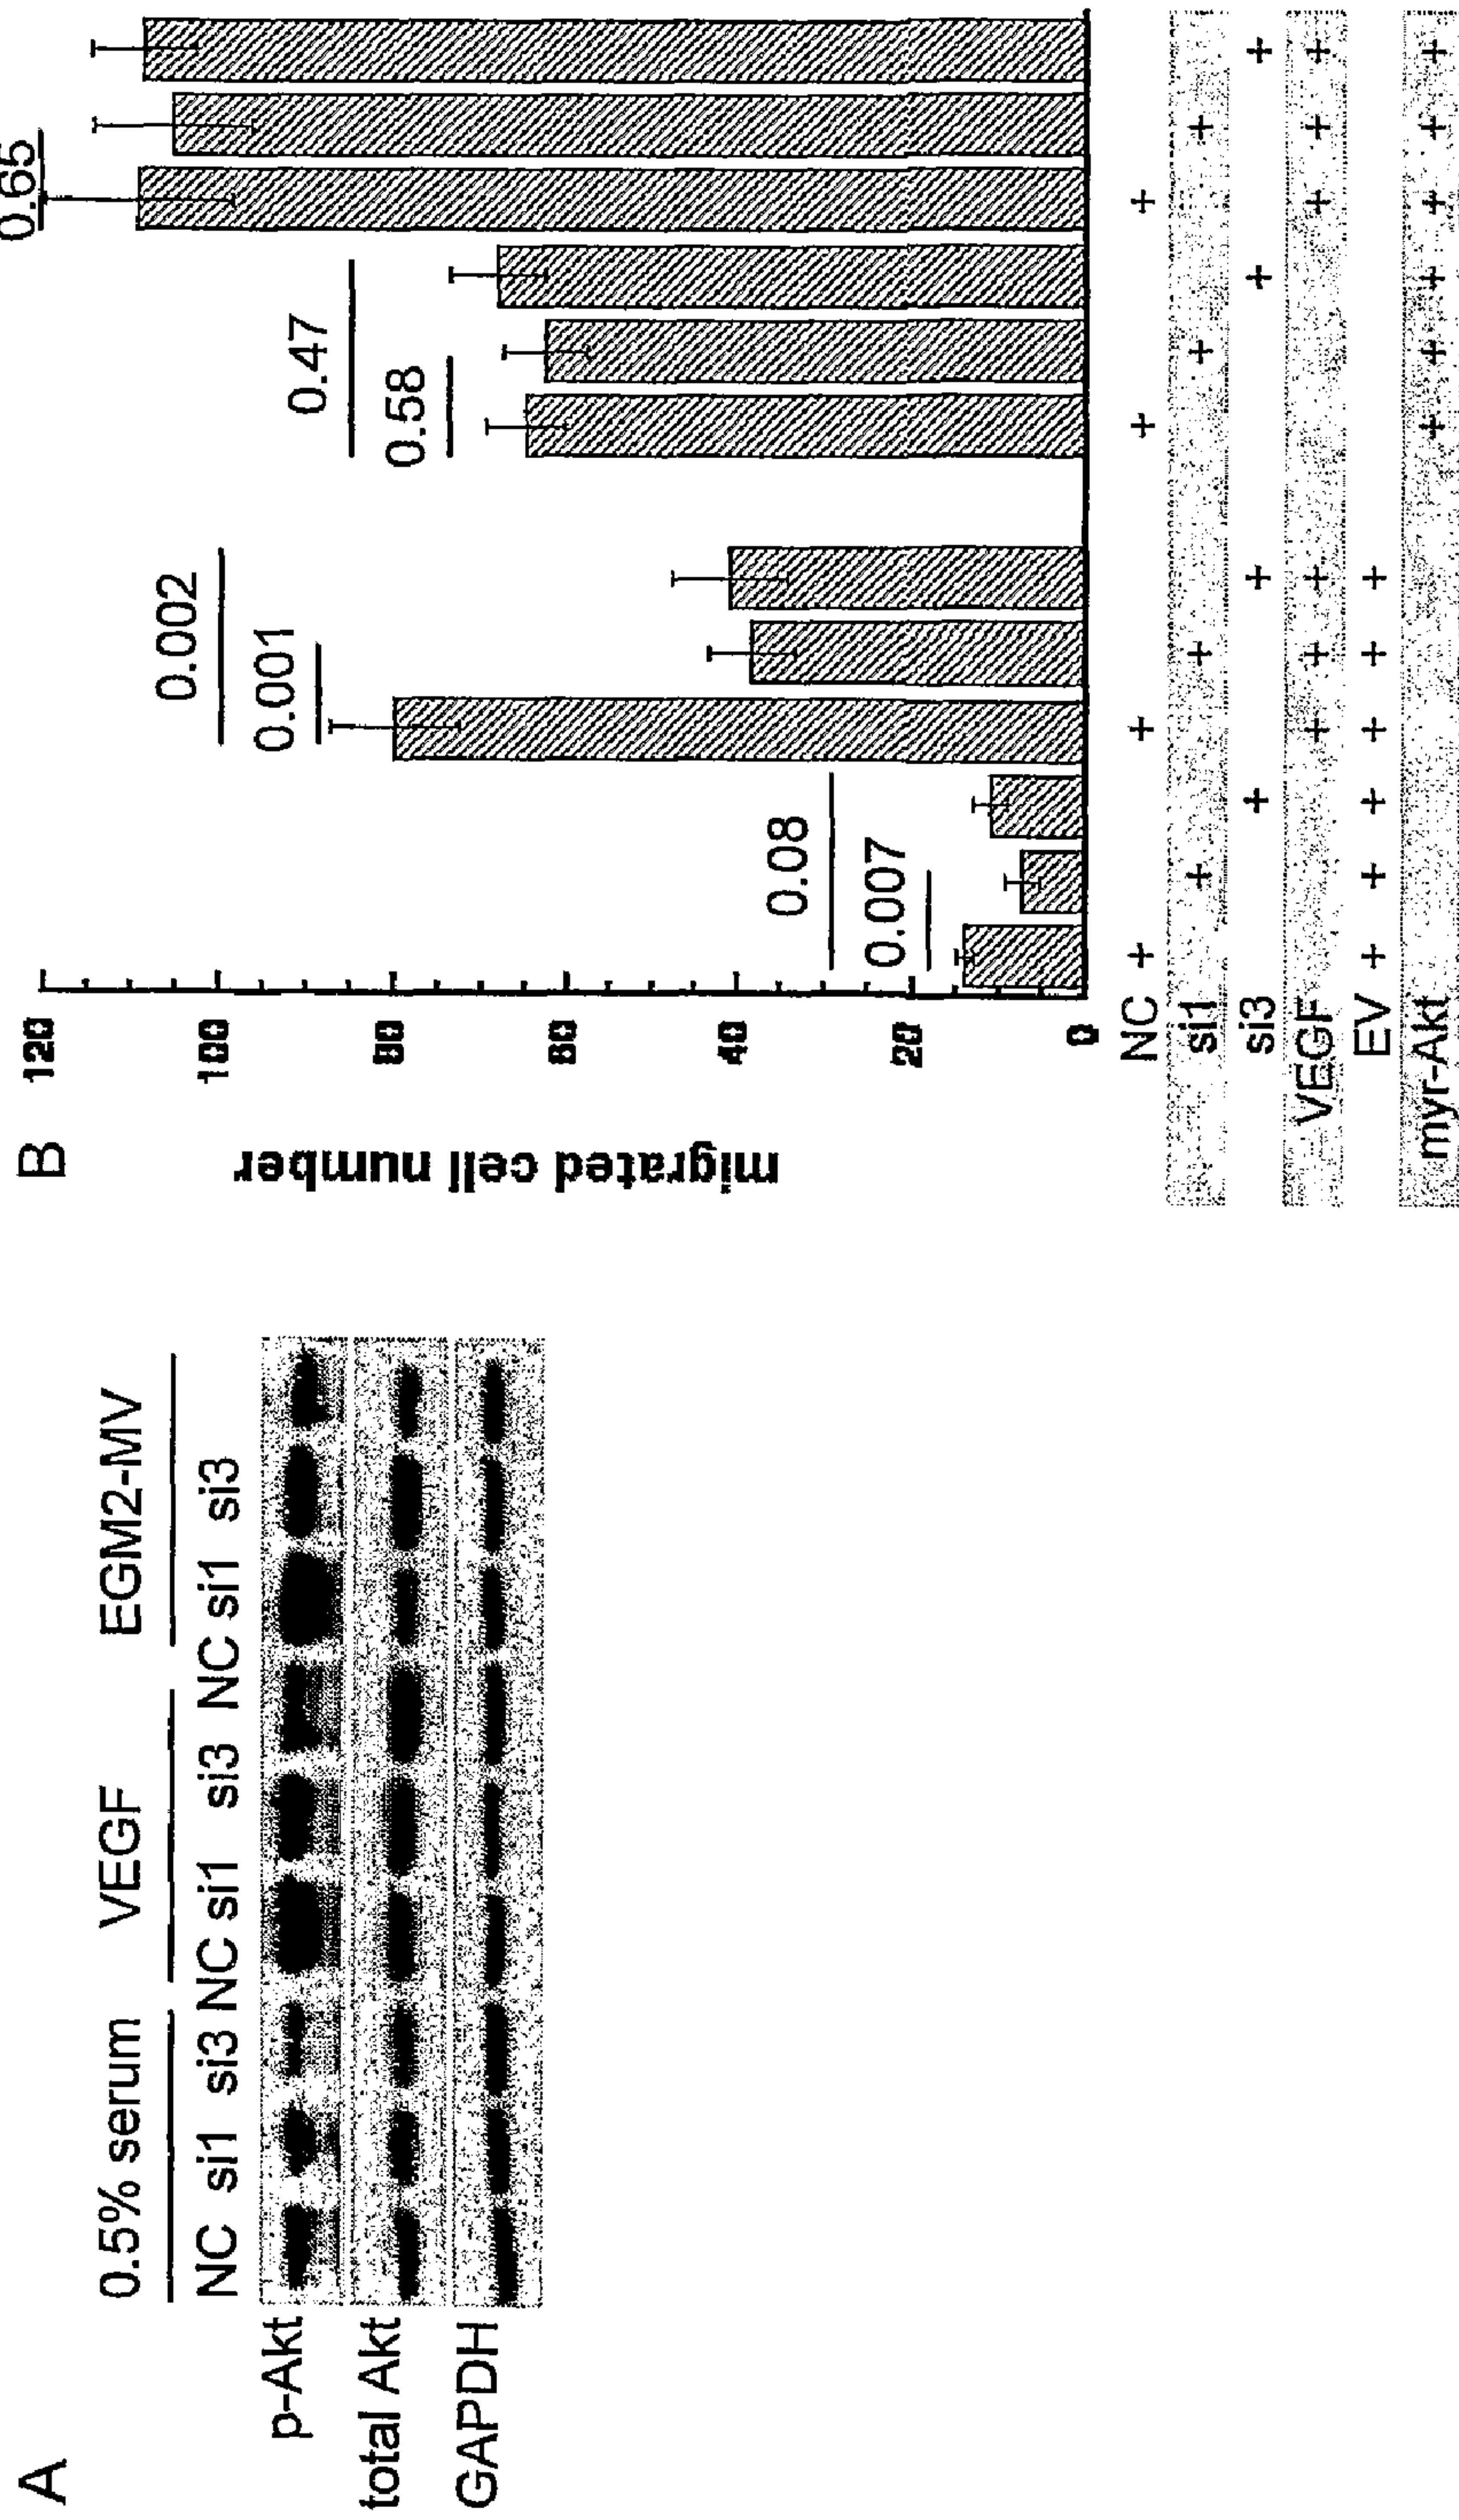 A
0.5% serum VEGF EGM2-MV
NC si1 si3 NC si1 si3 NC si1 si3
p-Akt
total Akt
GAPDH
B
migrated cell number
120
100
80
60
40
20
0
0.08
0.007
0.002
0.001
0.47
0.58
0.65
NC + + + +
si1 + + + +
si3 + + + +
VEGF + + + + + +
EV + + + + + +
myr-Akt + + + + + +